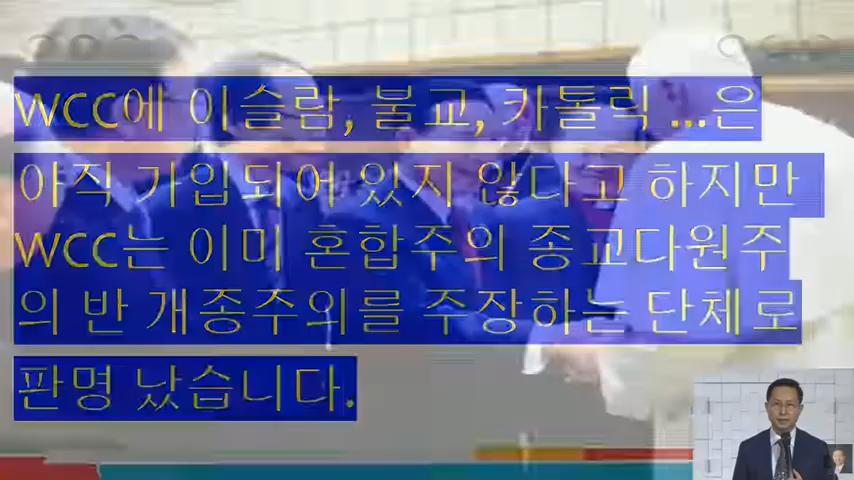 WCC에 이슬람, 불교, 카톨릭 ...은
아직 가입되어 있지 않다고 하지만
WCC는 이미 혼합주의 종교다원주
의 반 개종주의를 주장하는 단체로
판명 났습니다.